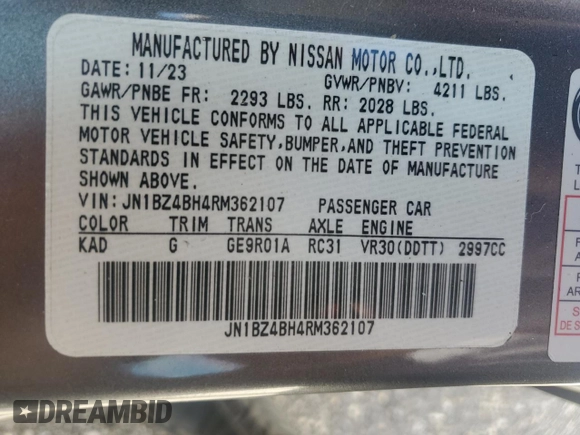 MANUFACTURED BY NISSAN MOTOR CO.,LTD.
DATE: 11/23 GVWR/PNBV: 4211 LBS.
GAWR/PNBE FR: 2293 LBS. RR: 2028 LBS.
THIS VEHICLE CONFORMS TO ALL APPLICABLE FEDERAL
MOTOR VEHICLE SAFETY,BUMPER,AND THEFT PREVENTION
STANDARDS IN EFFECT ON THE DATE OF MANUFACTURE
SHOWN ABOVE.
VIN:JN1BZ4BH4RM362107 PASSENGER CAR
COLOR TRIM TRANS AXLE ENGINE
KAD G GE9R01A RC31 VR30(DDTT) 2997CC
JN1BZ4BH4RM362107
DREAMBID